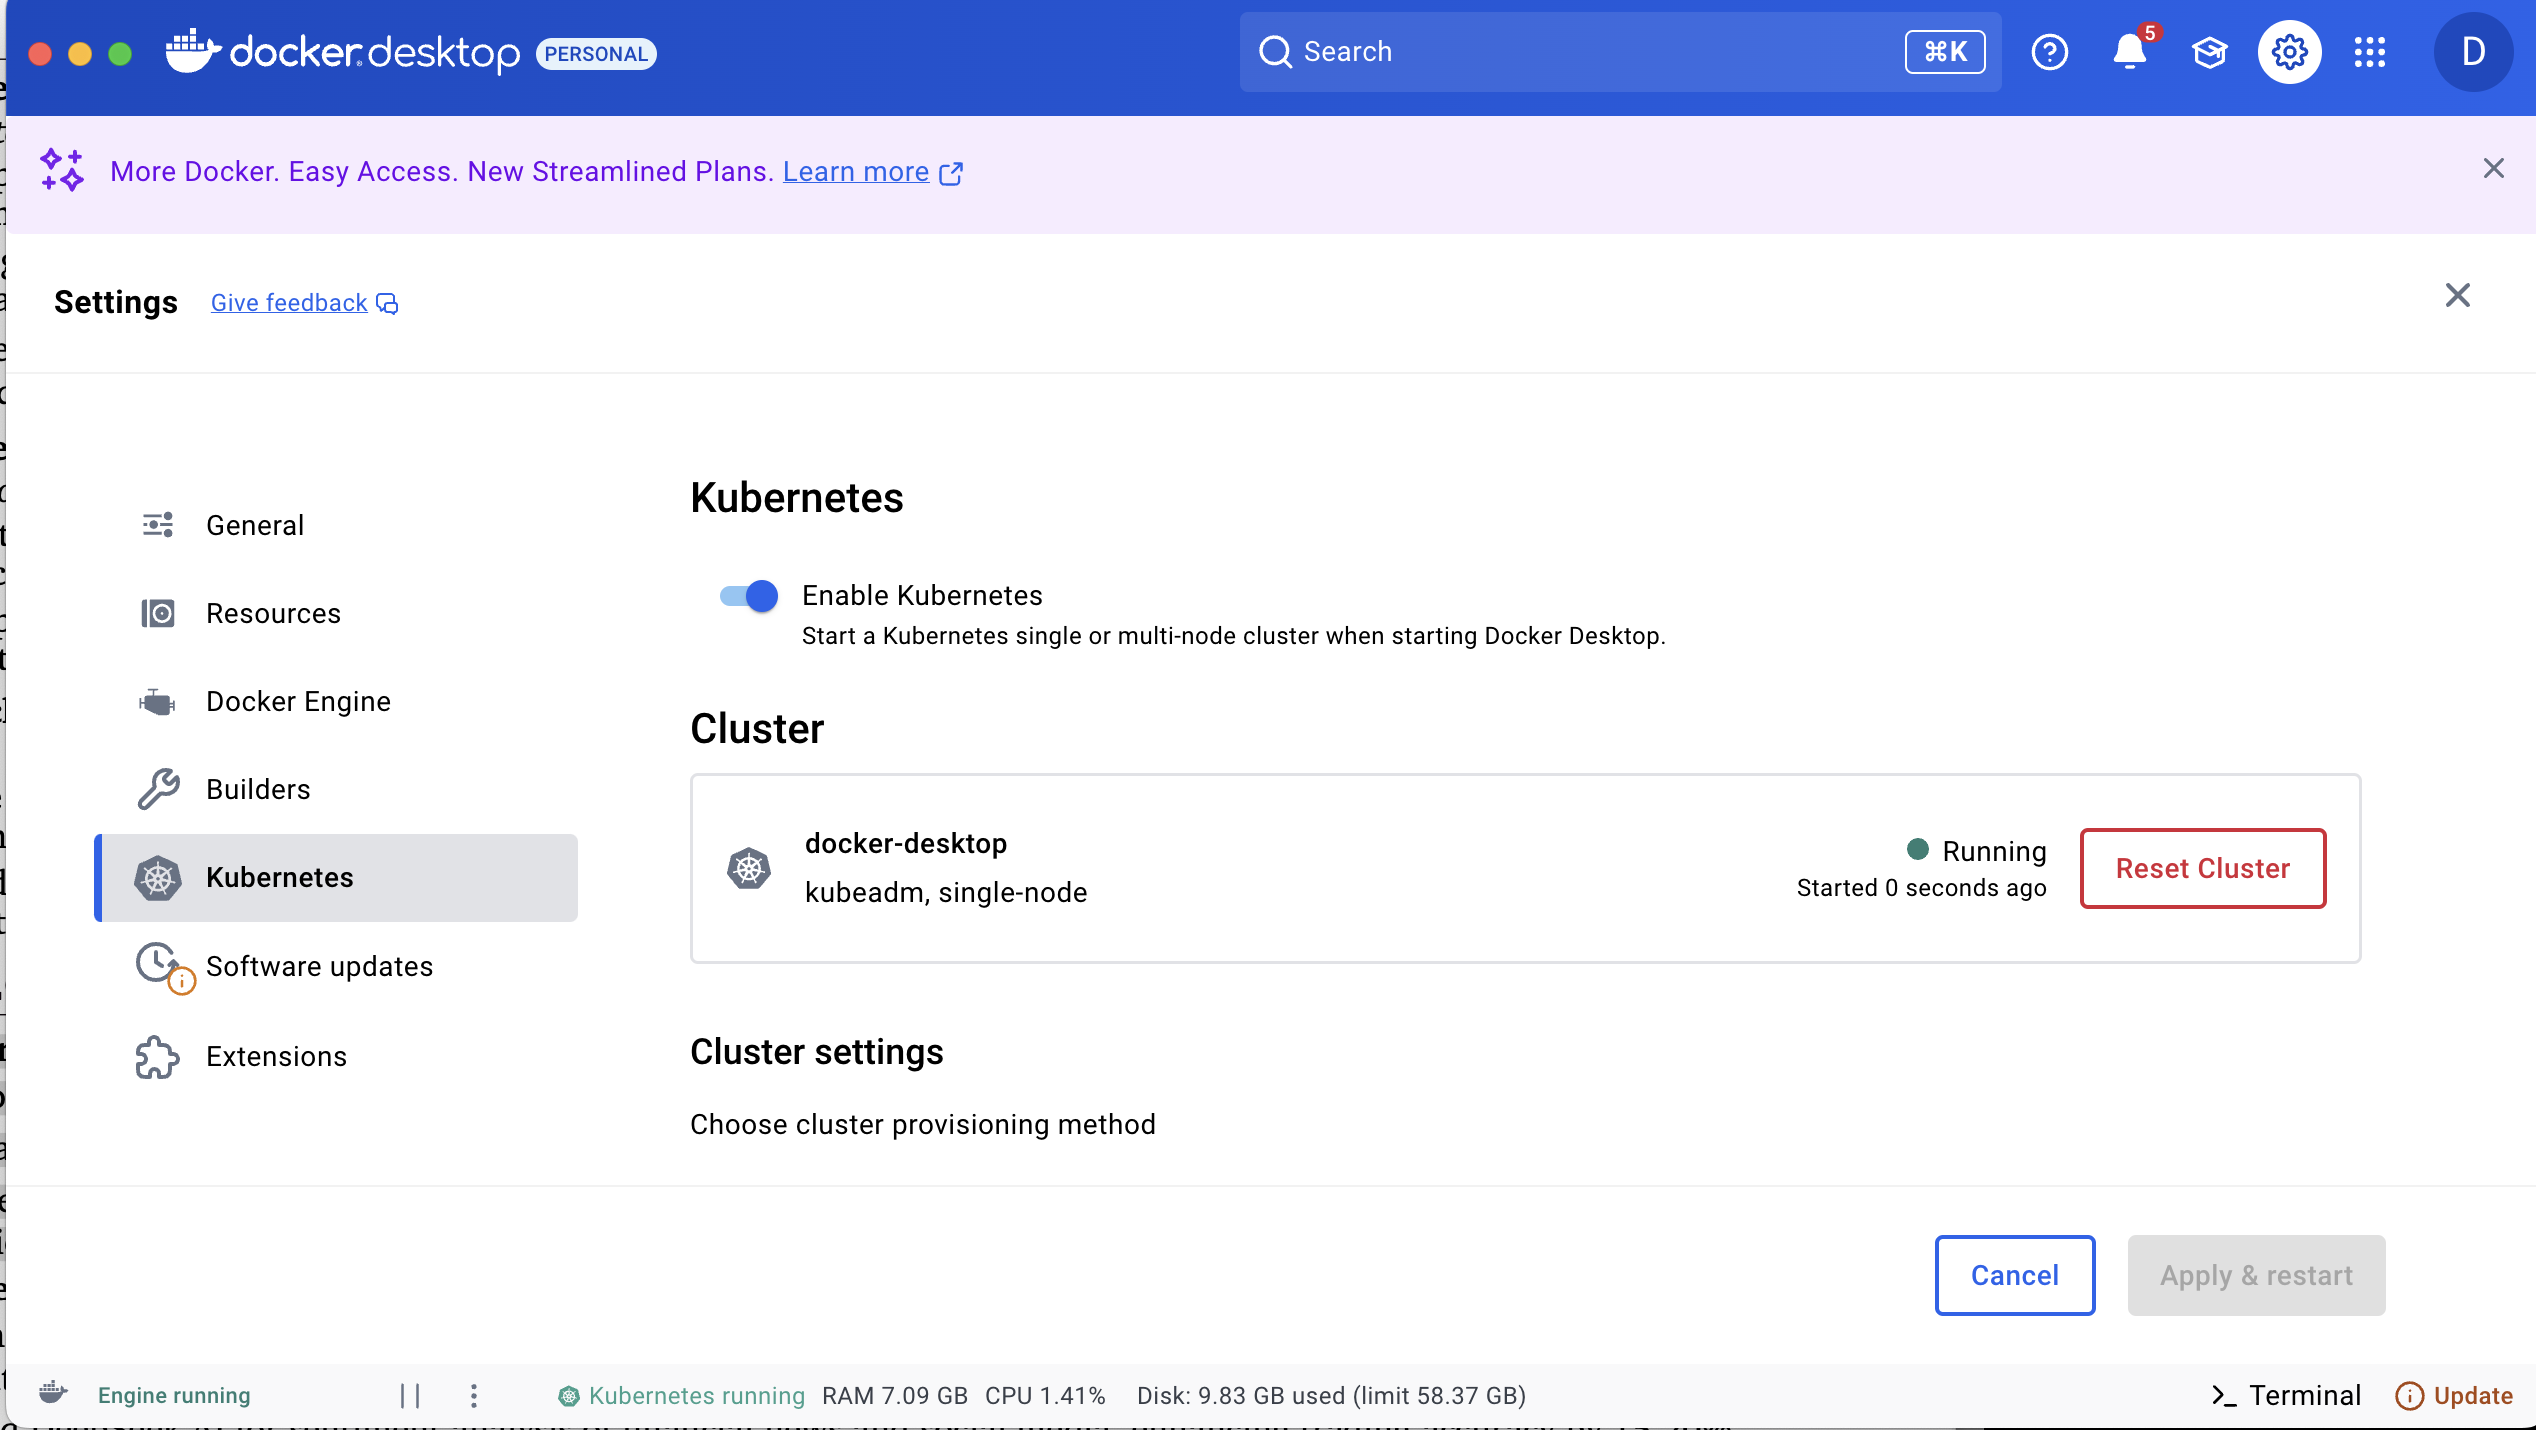 docker desktop PERSONAL
Search ⌘K
5
D
More Docker. Easy Access. New Streamlined Plans. Learn more
Settings Give feedback
General
Resources
Docker Engine
Builders
Kubernetes
Software updates
Extensions
Kubernetes
Enable Kubernetes
Start a Kubernetes single or multi-node cluster when starting Docker Desktop.
Cluster
docker-desktop
kubeadm, single-node
Running
Started 0 seconds ago
Reset Cluster
Cluster settings
Choose cluster provisioning method
Cancel
Apply & restart
Engine running
Kubernetes running RAM 7.09 GB CPU 1.41% Disk: 9.83 GB used (limit 58.37 GB)
>_ Terminal
Update